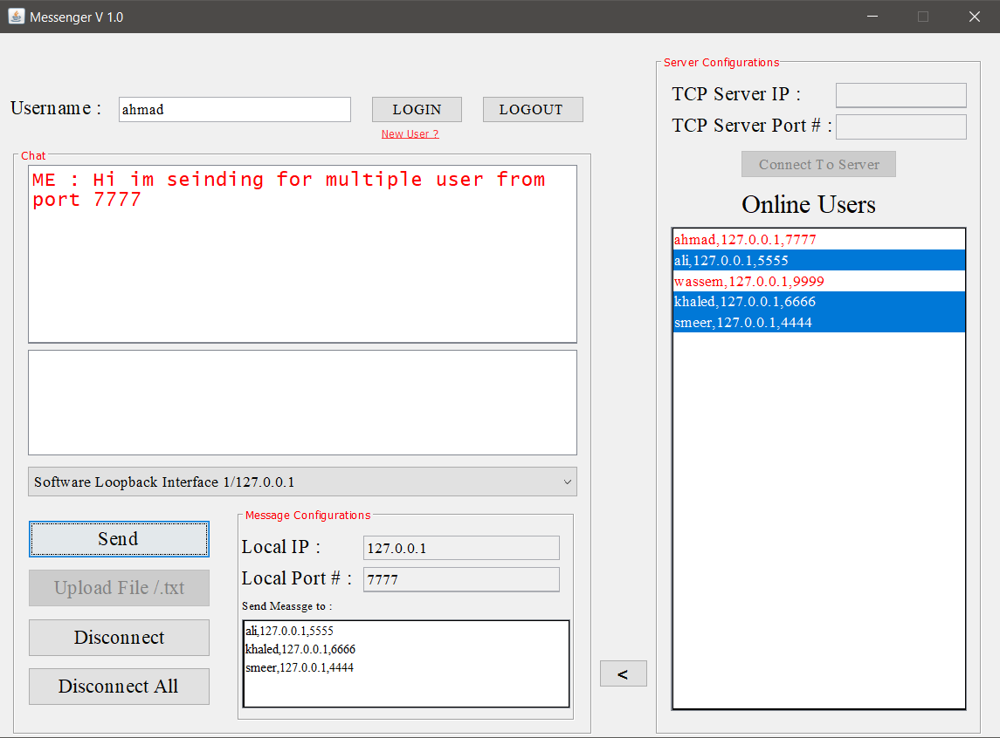 Messenger V 1.0
Username :
ahmad
LOGIN
LOGOUT
New User ?
Chat
ME : Hi im seinding for multiple user from
port 7777
Software Loopback Interface 1/127.0.0.1
Send
Upload File /.txt
Disconnect
Disconnect All
Message Configurations
Local IP :
127.0.0.1
Local Port # :
7777
Send Meassge to :
ali,127.0.0.1,5555
khaled,127.0.0.1,6666
smeer,127.0.0.1,4444
<
Server Configurations
TCP Server IP :
TCP Server Port # :
Connect To Server
Online Users
ahmad,127.0.0.1,7777
ali,127.0.0.1,5555
wassem,127.0.0.1,9999
khaled,127.0.0.1,6666
smeer,127.0.0.1,4444